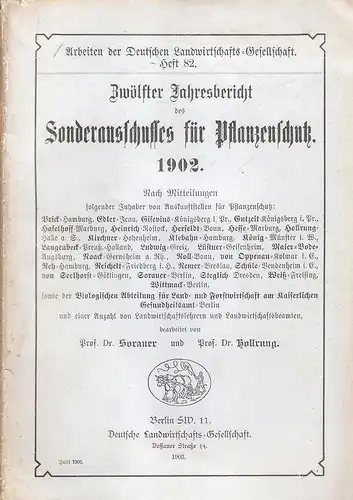 Arbeiten der Deutschen Landwirtschafts-Gesellschaft.
Heft 82.
Zwölfter Jahresbericht
des
Sonderausschusses für Pflanzenschutz.
1902.
Nach Mitteilungen
folgender Inhaber von Auskunftstellen für Pflanzenschutz:
Brick-Hamburg, Edler-Jena, Gisevius-Königsberg i. Pr., Gutzeit-Königsberg i. Pr.,
Haselhoff-Marburg, Heinrich-Rostock, Herfeldt-Bonn, Hesse-Marburg, Hollrung-
Halle a. S., Kirchner-Hohenheim, Klebahn-Hamburg, König-Münster i. W.,
Langenbeck-Preuß.-Holland, Ludwig-Greiz, Lüstner-Geisenheim, Maier-Bode-
Augsburg, Noack-Gernsheim a. Rh., Noll-Bonn, von Oppenau-Kolmar i. E.,
Reh-Hamburg, Reichelt-Friedberg i. H., Remer-Breslau, Schüle-Brendenheim i. E.,
von Seelhorst-Göttingen, Sorauer-Berlin, Steglich-Dresden, Weiß-Freising,
Wittmack-Berlin,
sowie der Biologischen Abteilung für Land- und Forstwirtschaft am Kaiserlichen
Gesundheitsamt-Berlin
und einer Anzahl von Landwirtschaftslehrern und Landwirtschaftsbeamten,
bearbeitet von
Prof. Dr. Sorauer und Prof. Dr. Hollrung.
Berlin SW. 11.
Deutsche Landwirtschafts-Gesellschaft.
Dessauer Straße 14.
1903.
Juni 1903.